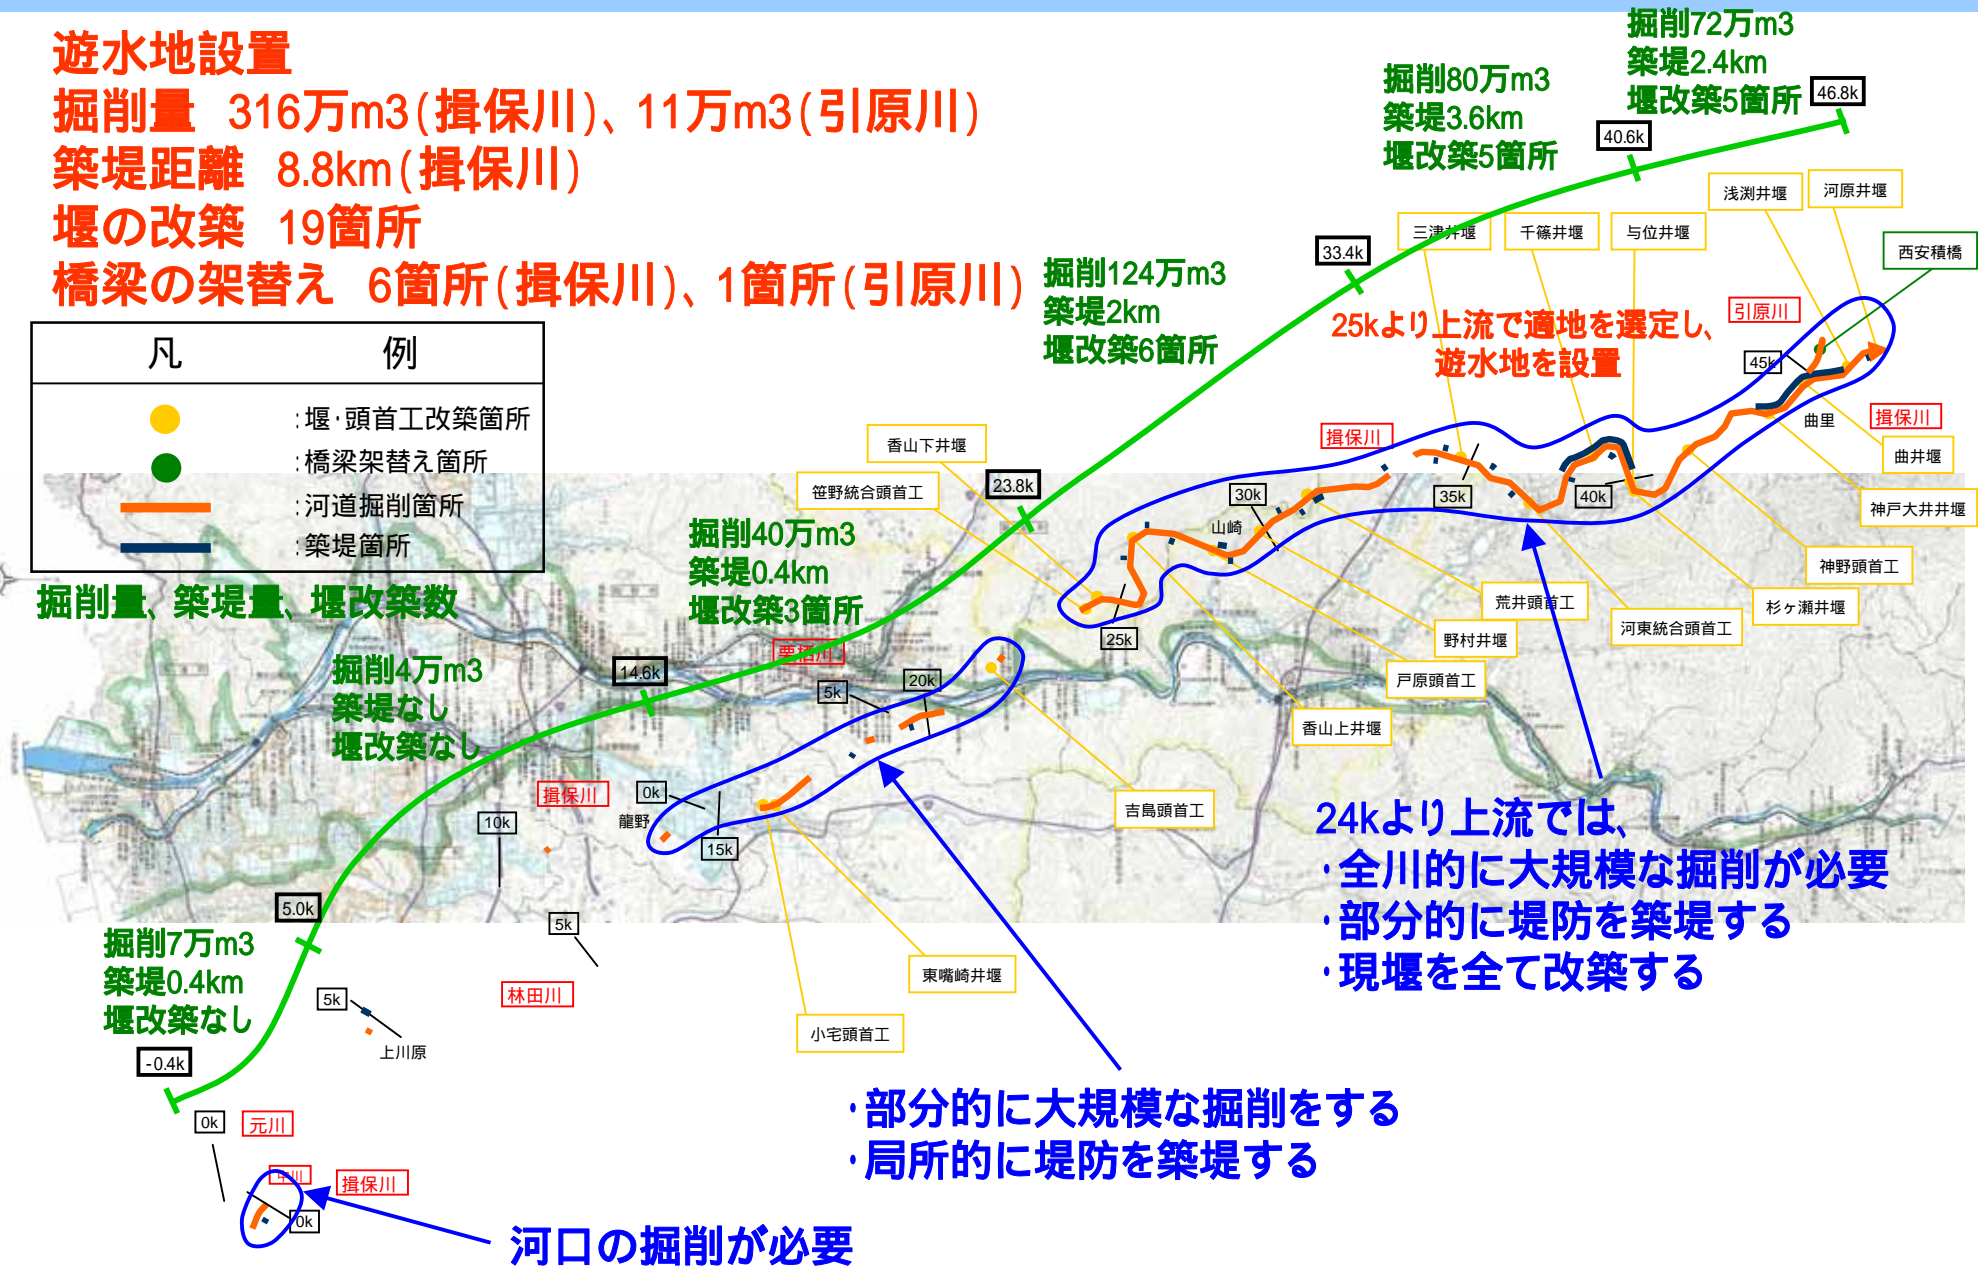 遊水地設置
掘削量　316万m3(揖保川)、11万m3(引原川)
築堤距離　8.8km(揖保川)
堰の改築　19箇所
橋梁の架替え　6箇所(揖保川)、1箇所(引原川)
凡　例
:堰･頭首工改築箇所
:橋梁架替え箇所
:河道掘削箇所
:築堤箇所
掘削量、築堤量、堰改築数
掘削72万m3
築堤2.4km
堰改築5箇所
46.8k
掘削80万m3
築堤3.6km
堰改築5箇所
40.6k
33.4k
掘削124万m3
築堤2km
堰改築6箇所
23.8k
掘削40万m3
築堤0.4km
堰改築3箇所
14.6k
掘削4万m3
築堤なし
堰改築なし
5.0k
掘削7万m3
築堤0.4km
堰改築なし
-0.4k
浅渕井堰
河原井堰
三津井堰
千篠井堰
与位井堰
西安積橋
引原川
25kより上流で適地を選定し、
遊水地を設置
45k
曲里
揖保川
曲井堰
神戸大井井堰
神野頭首工
杉ヶ瀬井堰
河東統合頭首工
荒井頭首工
野村井堰
戸原頭首工
香山上井堰
吉島頭首工
揖保川
35k
40k
30k
山崎
25k
香山下井堰
笹野統合頭首工
栗栖川
5k
20k
揖保川
0k
龍野
15k
10k
5k
林田川
東嘴崎井堰
小宅頭首工
5k
上川原
0k
元川
中川
揖保川
0k
24kより上流では、
･全川的に大規模な掘削が必要
･部分的に堤防を築堤する
･現堰を全て改築する
･部分的に大規模な掘削をする
･局所的に堤防を築堤する
河口の掘削が必要